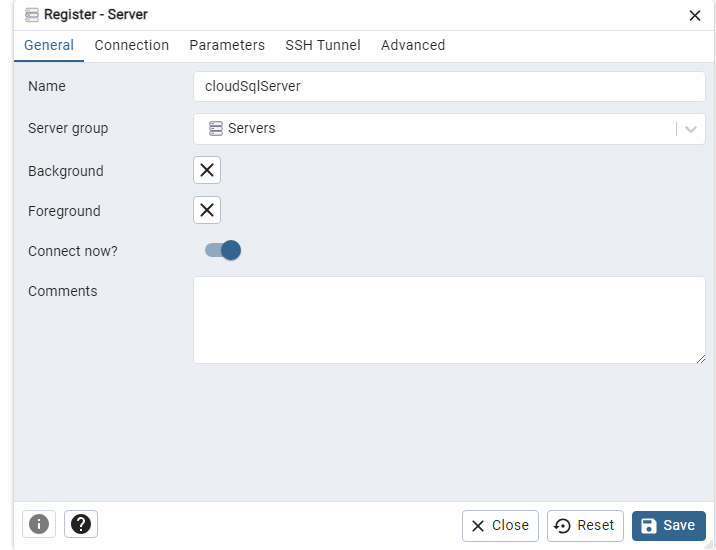 Register - Server
General Connection Parameters SSH Tunnel Advanced
Name cloudSqlServer
Server group Servers
Background
Foreground
Connect now?
Comments
Close Reset Save